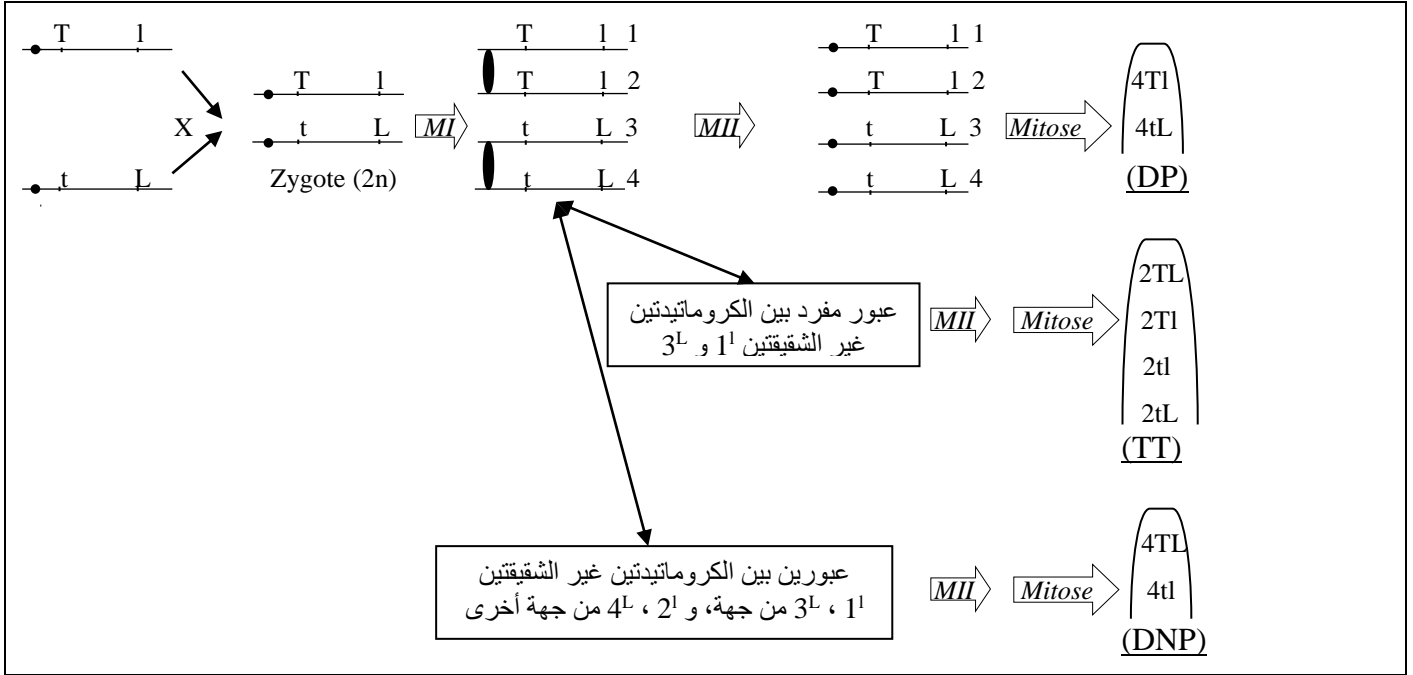 T l
T l 1
T l 1
T l 2
T l 2
4Tl
X
T l
t L
MI
t L 3
MII
t L 3
Mitose
4tL
t L
Zygote (2n)
t L 4
t L 4
(DP)
عبور مفرد بين الكروماتيدتين
غير الشقيقتين 1ˡ و 3ᴸ
MII
Mitose
2TL
2Tl
2tl
2tL
(TT)
عبورين بين الكروماتيدتين غير الشقيقتين
1ˡ ، 3ᴸ من جهة، و 2ˡ ، 4ᴸ من جهة أخرى
MII
Mitose
4TL
4tl
(DNP)